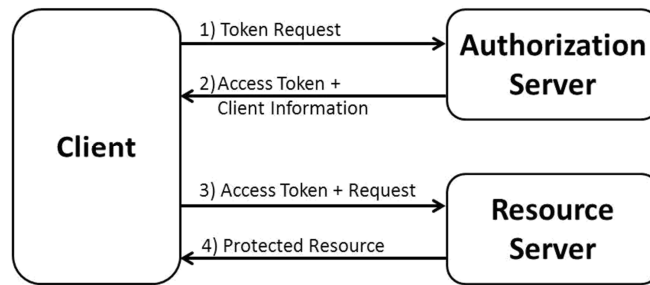 1) Token Request
Authorization
Server
2) Access Token +
Client Information
Client
3) Access Token + Request
Resource
Server
4) Protected Resource